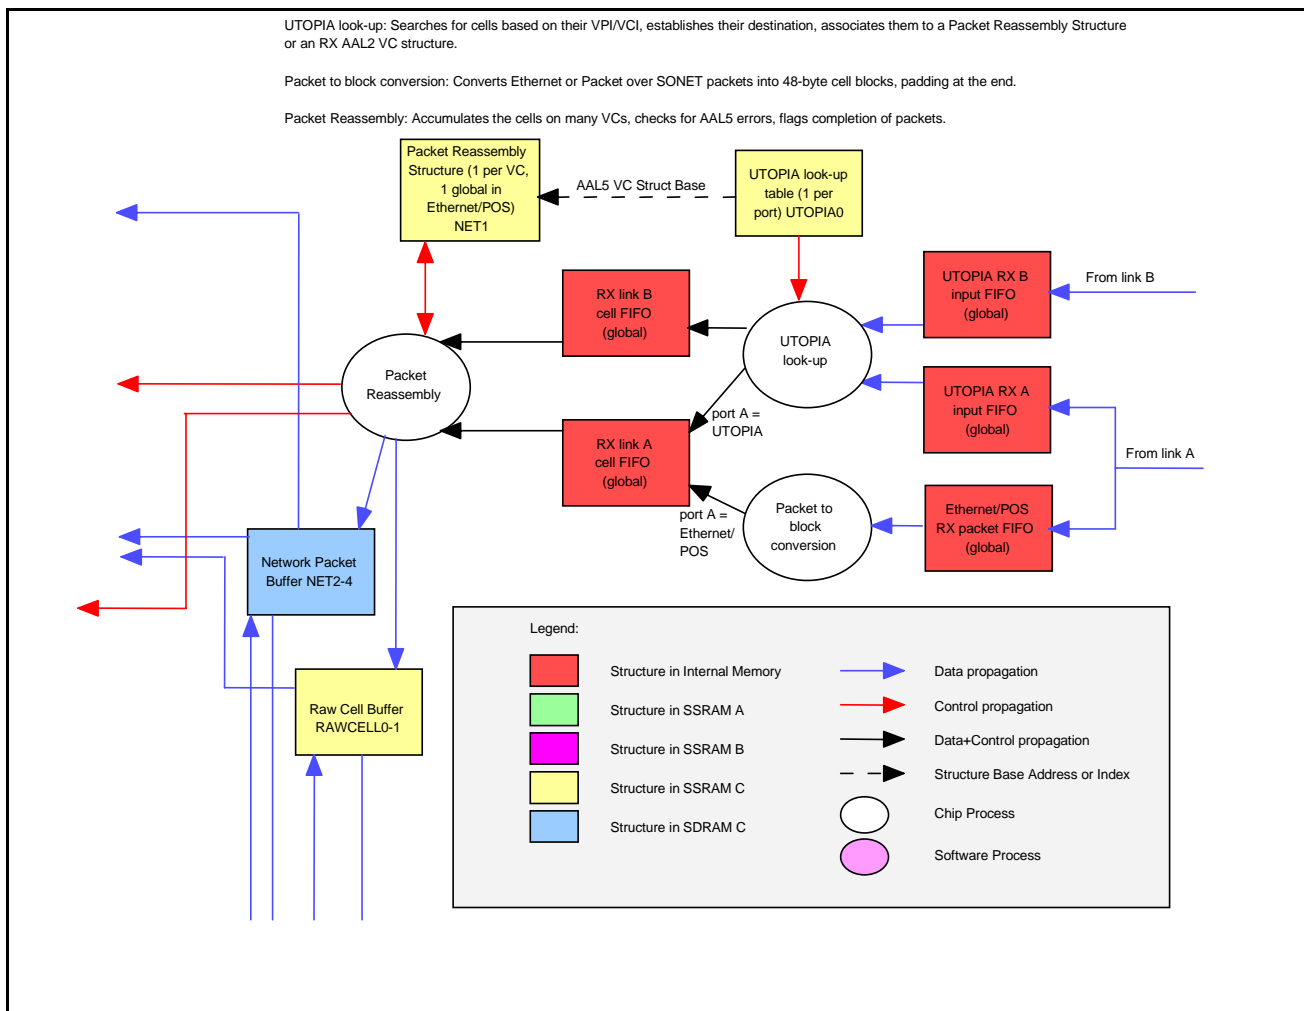 UTOPIA look-up: Searches for cells based on their VPI/VCI, establishes their destination, associates them to a Packet Reassembly Structure
or an RX AAL2 VC structure.
Packet to block conversion: Converts Ethernet or Packet over SONET packets into 48-byte cell blocks, padding at the end.
Packet Reassembly: Accumulates the cells on many VCs, checks for AAL5 errors, flags completion of packets.
Packet Reassembly
Structure (1 per VC,
1 global in
Ethernet/POS)
NET1
AAL5 VC Struct Base
UTOPIA look-up
table (1 per
port) UTOPIA0
RX link B
cell FIFO
(global)
UTOPIA RX B
input FIFO
(global)
From link B
UTOPIA
look-up
Packet
Reassembly
UTOPIA RX A
input FIFO
(global)
port A =
UTOPIA
RX link A
cell FIFO
(global)
From link A
port A =
Ethernet/
POS
Packet to
block
conversion
Ethernet/POS
RX packet FIFO
(global)
Network Packet
Buffer NET2-4
Raw Cell Buffer
RAWCELL0-1
Legend:
Structure in Internal Memory
Structure in SSRAM A
Structure in SSRAM B
Structure in SSRAM C
Structure in SDRAM C
Data propagation
Control propagation
Data+Control propagation
Structure Base Address or Index
Chip Process
Software Process